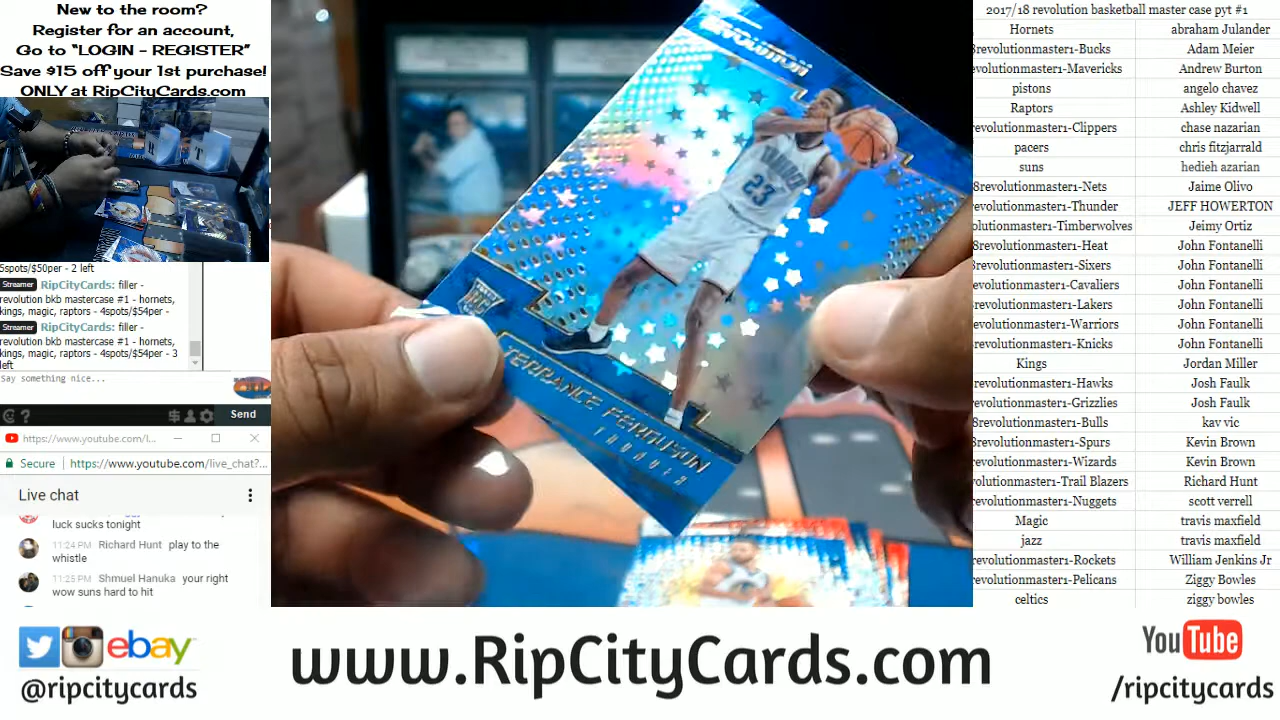 New to the room?
Register for an account,
Go to “LOGIN - REGISTER”
Save $15 off your 1st purchase!
ONLY at RipCityCards.com
5spots/$50per - 2 left
Streamer RipCityCards: filler -
revolution bkb mastercase #1 - hornets,
kings, magic, raptors - 4spots/$54per -
Streamer RipCityCards: filler -
revolution bkb mastercase #1 - hornets,
kings, magic, raptors - 4spots/$54per - 3
left
Say something nice...
Send
https://www.youtube.com/l...
Secure https://www.youtube.com/live_chat?...
Live chat
luck sucks tonight
11:24 PM Richard Hunt play to the
whistle
11:25 PM Shmuel Hanuka your right
wow suns hard to hit
REVOLUTION
THUNDER
23
TERRANCE FERGUSON
THUNDER
2017/18 revolution basketball master case pyt #1
Hornets abraham Julander
8revolutionmaster1-Bucks Adam Meier
evolutionmaster1-Mavericks Andrew Burton
pistons angelo chavez
Raptors Ashley Kidwell
revolutionmaster1-Clippers chase nazarian
pacers chris fitzjarrald
suns hedieh azarian
8revolutionmaster1-Nets Jaime Olivo
revolutionmaster1-Thunder JEFF HOWERTON
olutionmaster1-Timberwolves Jeimy Ortiz
8revolutionmaster1-Heat John Fontanelli
8revolutionmaster1-Sixers John Fontanelli
revolutionmaster1-Cavaliers John Fontanelli
revolutionmaster1-Lakers John Fontanelli
revolutionmaster1-Warriors John Fontanelli
revolutionmaster1-Knicks John Fontanelli
Kings Jordan Miller
revolutionmaster1-Hawks Josh Faulk
revolutionmaster1-Grizzlies Josh Faulk
8revolutionmaster1-Bulls kav vic
8revolutionmaster1-Spurs Kevin Brown
revolutionmaster1-Wizards Kevin Brown
volutionmaster1-Trail Blazers Richard Hunt
revolutionmaster1-Nuggets scott verrell
Magic travis maxfield
jazz travis maxfield
revolutionmaster1-Rockets William Jenkins Jr
revolutionmaster1-Pelicans Ziggy Bowles
celtics ziggy bowles
ebay
@ripcitycards
www.RipCityCards.com
YouTube
/ripcitycards